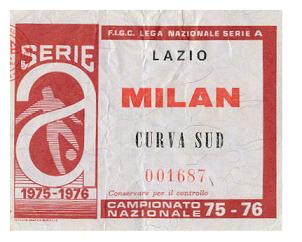 F.I.G.C. LEGA NAZIONALE SERIE A
SERIE
a
LAZIO
MILAN
CURVA SUD
001687
1975-1976
Conservare per il controllo
CAMPIONATO
NAZIONALE 75-76